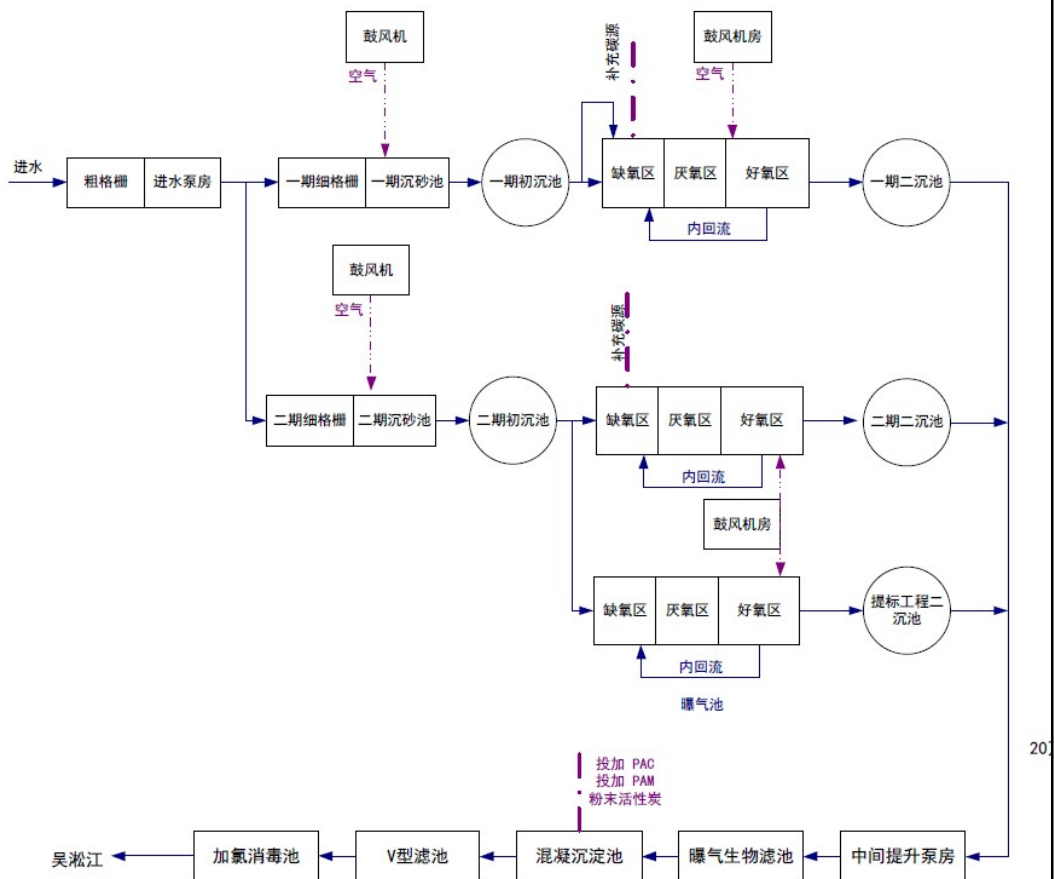 鼓风机
鼓风机房
空气
补充碳源
空气
进水
粗格栅
进水泵房
一期细格栅
一期沉砂池
一期初沉池
缺氧区
厌氧区
好氧区
一期二沉池
内回流
鼓风机
空气
补充碳源
二期细格栅
二期沉砂池
二期初沉池
缺氧区
厌氧区
好氧区
二期二沉池
内回流
鼓风机房
缺氧区
厌氧区
好氧区
提标工程二
沉池
内回流
曝气池
投加 PAC
投加 PAM
粉末活性炭
20
吴淞江
加氯消毒池
V型滤池
混凝沉淀池
曝气生物滤池
中间提升泵房